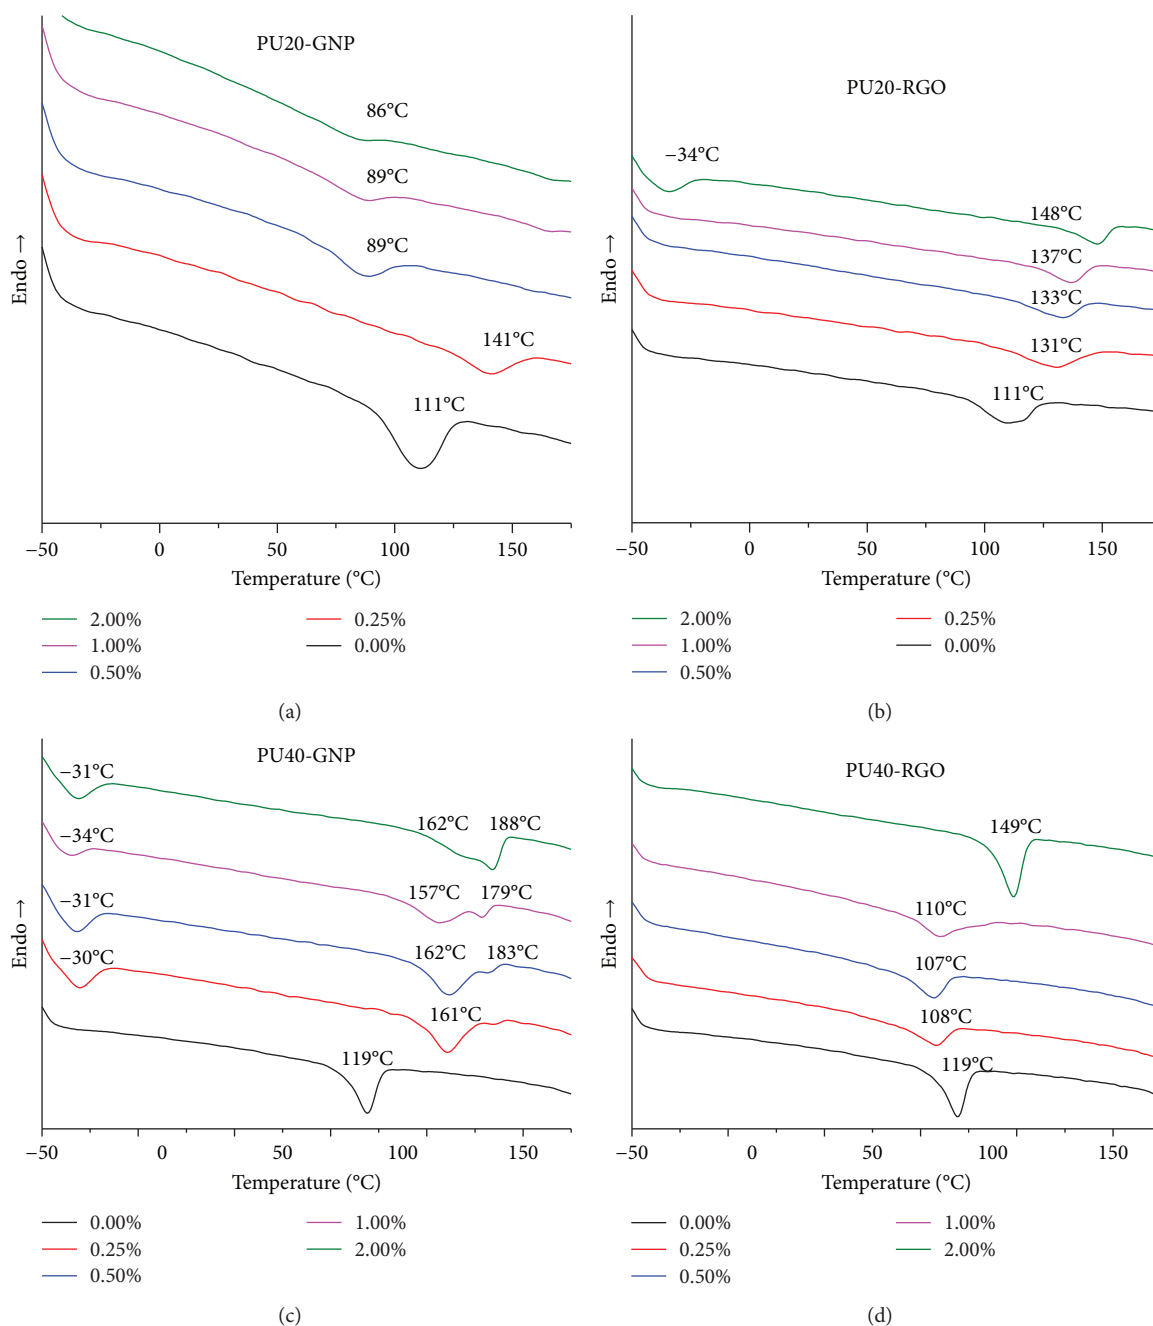 PU20-GNP
86°C
89°C
89°C
141°C
111°C
Endo →
−50 0 50 100 150
Temperature (°C)
2.00% 0.25%
1.00% 0.00%
0.50%
(a)
PU20-RGO
−34°C
148°C
137°C
133°C
131°C
111°C
Endo →
−50 0 50 100 150
Temperature (°C)
2.00% 0.25%
1.00% 0.00%
0.50%
(b)
PU40-GNP
−31°C
162°C 188°C
−34°C
157°C 179°C
−31°C
162°C 183°C
−30°C
161°C
119°C
Endo →
−50 0 100 150
Temperature (°C)
0.00% 1.00%
0.25% 2.00%
0.50%
(c)
PU40-RGO
149°C
110°C
107°C
108°C
119°C
Endo →
−50 0 100 150
Temperature (°C)
0.00% 1.00%
0.25% 2.00%
0.50%
(d)